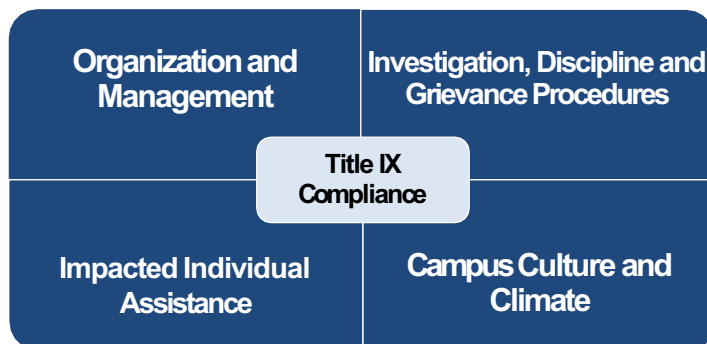 Organization and
Management
Investigation, Discipline and
Grievance Procedures
Title IX
Compliance
Impacted Individual
Assistance
Campus Culture and
Climate